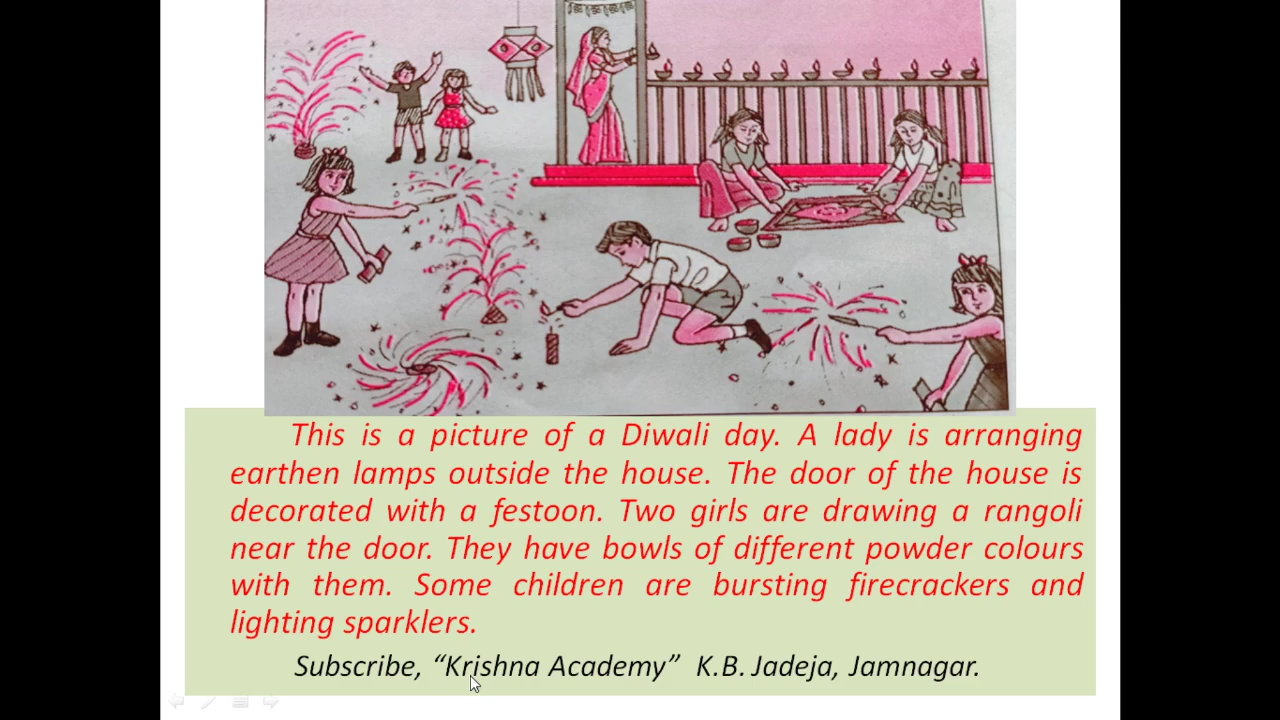 This is a picture of a Diwali day. A lady is arranging
earthen lamps outside the house. The door of the house is
decorated with a festoon. Two girls are drawing a rangoli
near the door. They have bowls of different powder colours
with them. Some children are bursting firecrackers and
lighting sparklers.
Subscribe, “Krishna Academy” K.B. Jadeja, Jamnagar.